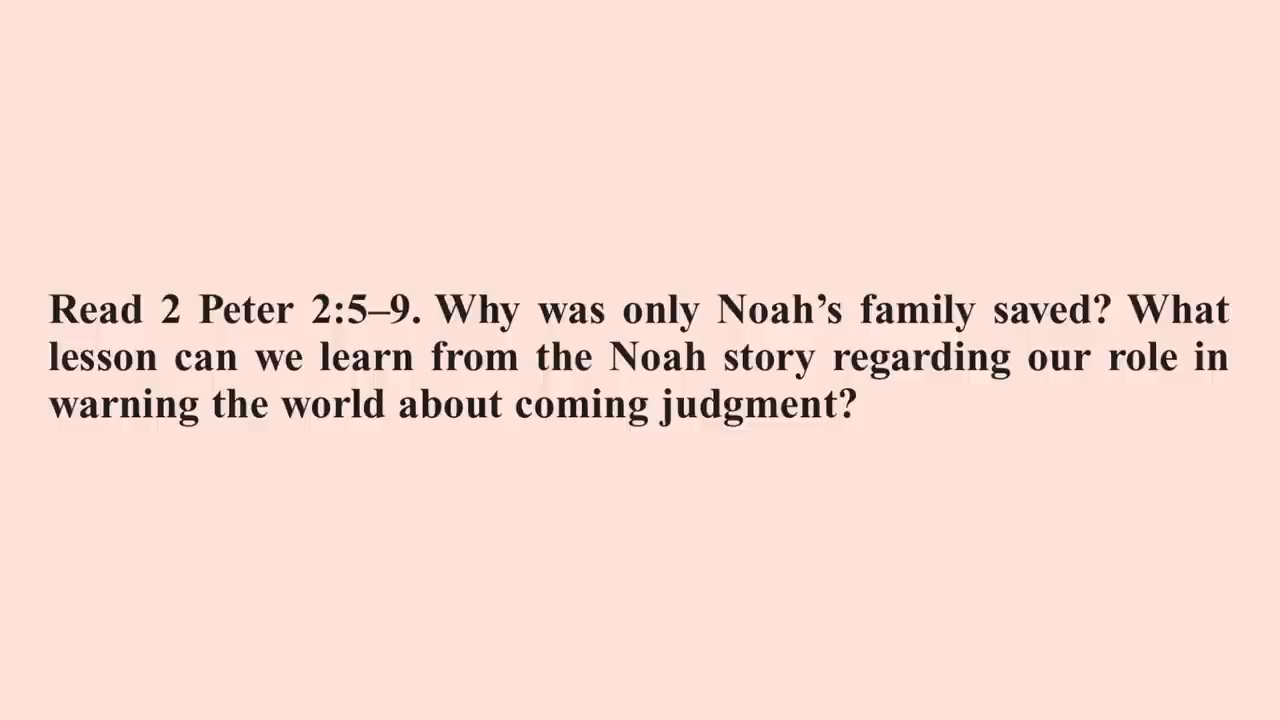 Read 2 Peter 2:5–9. Why was only Noah’s family saved? What
lesson can we learn from the Noah story regarding our role in
warning the world about coming judgment?